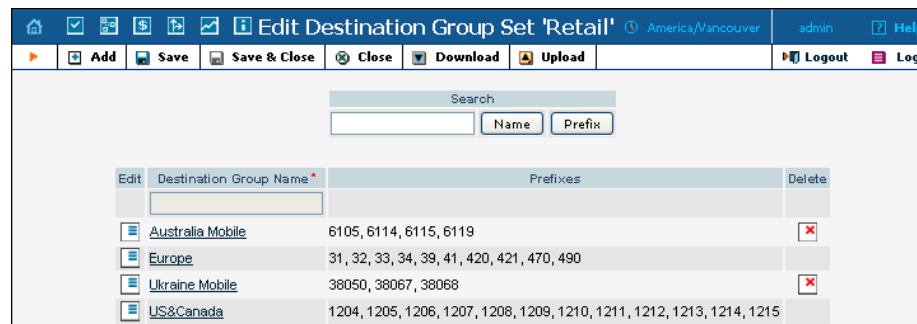 Edit Destination Group Set 'Retail' America/Vancouver admin ? Hel
Add Save Save & Close Close Download Upload Logout Log
Search
Name Prefix
Edit Destination Group Name* Prefixes Delete
Australia Mobile 6105, 6114, 6115, 6119
Europe 31, 32, 33, 34, 39, 41, 420, 421, 470, 490
Ukraine Mobile 38050, 38067, 38068
US&Canada 1204, 1205, 1206, 1207, 1208, 1209, 1210, 1211, 1212, 1213, 1214, 1215